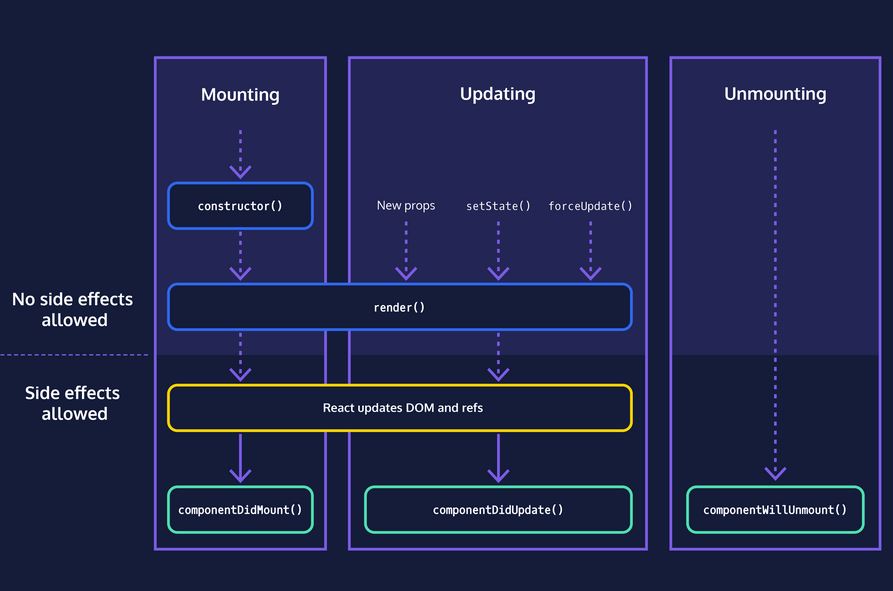 Mounting
Updating
Unmounting
constructor()
New props
setState()
forceUpdate()
No side effects
allowed
render()
Side effects
allowed
React updates DOM and refs
componentDidMount()
componentDidUpdate()
componentWillUnmount()